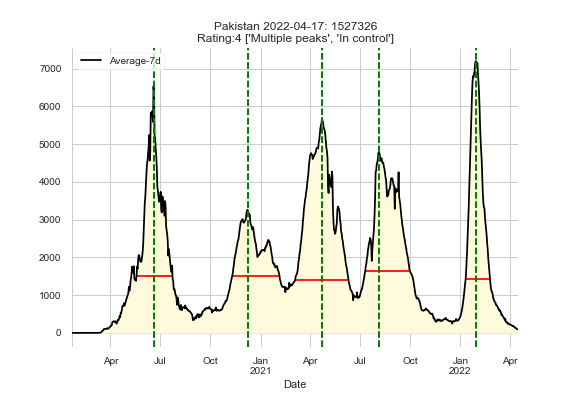 Pakistan 2022-04-17: 1527326
Rating:4 ['Multiple peaks', 'In control']
Average-7d
7000
6000
5000
4000
3000
2000
1000
0
Apr Jul Oct Jan Apr Jul Oct Jan Apr
2021 2022
Date